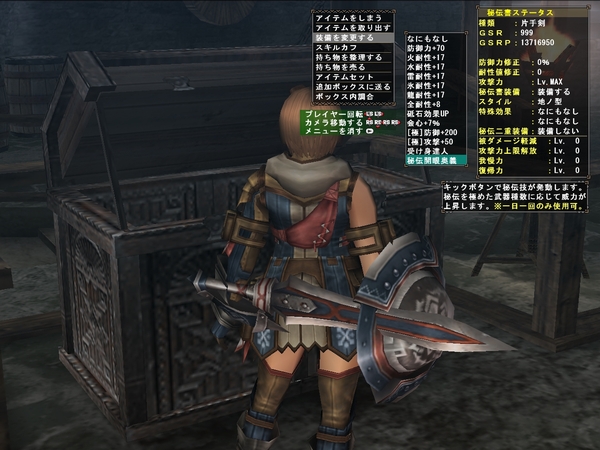 アイテムをしまう
アイテムを取り出す
装備を変更する
スキルカフ
持ち物を整理する
持ち物を売る
アイテムセット
追加ボックスに送る
ボックス内調合
プレイヤー回転
カメラ移動する
メニューを消す
なにもなし
防御力+70
火耐性+17
水耐性+17
雷耐性+17
氷耐性+17
龍耐性+17
全耐性+8
砥石効果UP
会心+7%
[極]防御+200
[極]攻撃+50
受け身達人
秘伝開眼奥義
秘伝書ステータス
種類 : 片手剣
GSR : 999
GSRP : 13716950
防御力修正 : 0%
耐性値修正 : 0
攻撃力 : Lv.MAX
秘伝書装備 : 装備する
スタイル : 地ノ型
特殊効果 : なにもなし
: なにもなし
秘伝二重装備 : 装備しない
被ダメージ軽減 : Lv. 0
攻撃力上限解放 : Lv. 0
我慢力 : Lv. 0
復帰力 : Lv. 0
キックボタンで秘伝技が発動します。
秘伝を極めた武器種数に応じて威力が
上昇します。※一日一回のみ使用可。